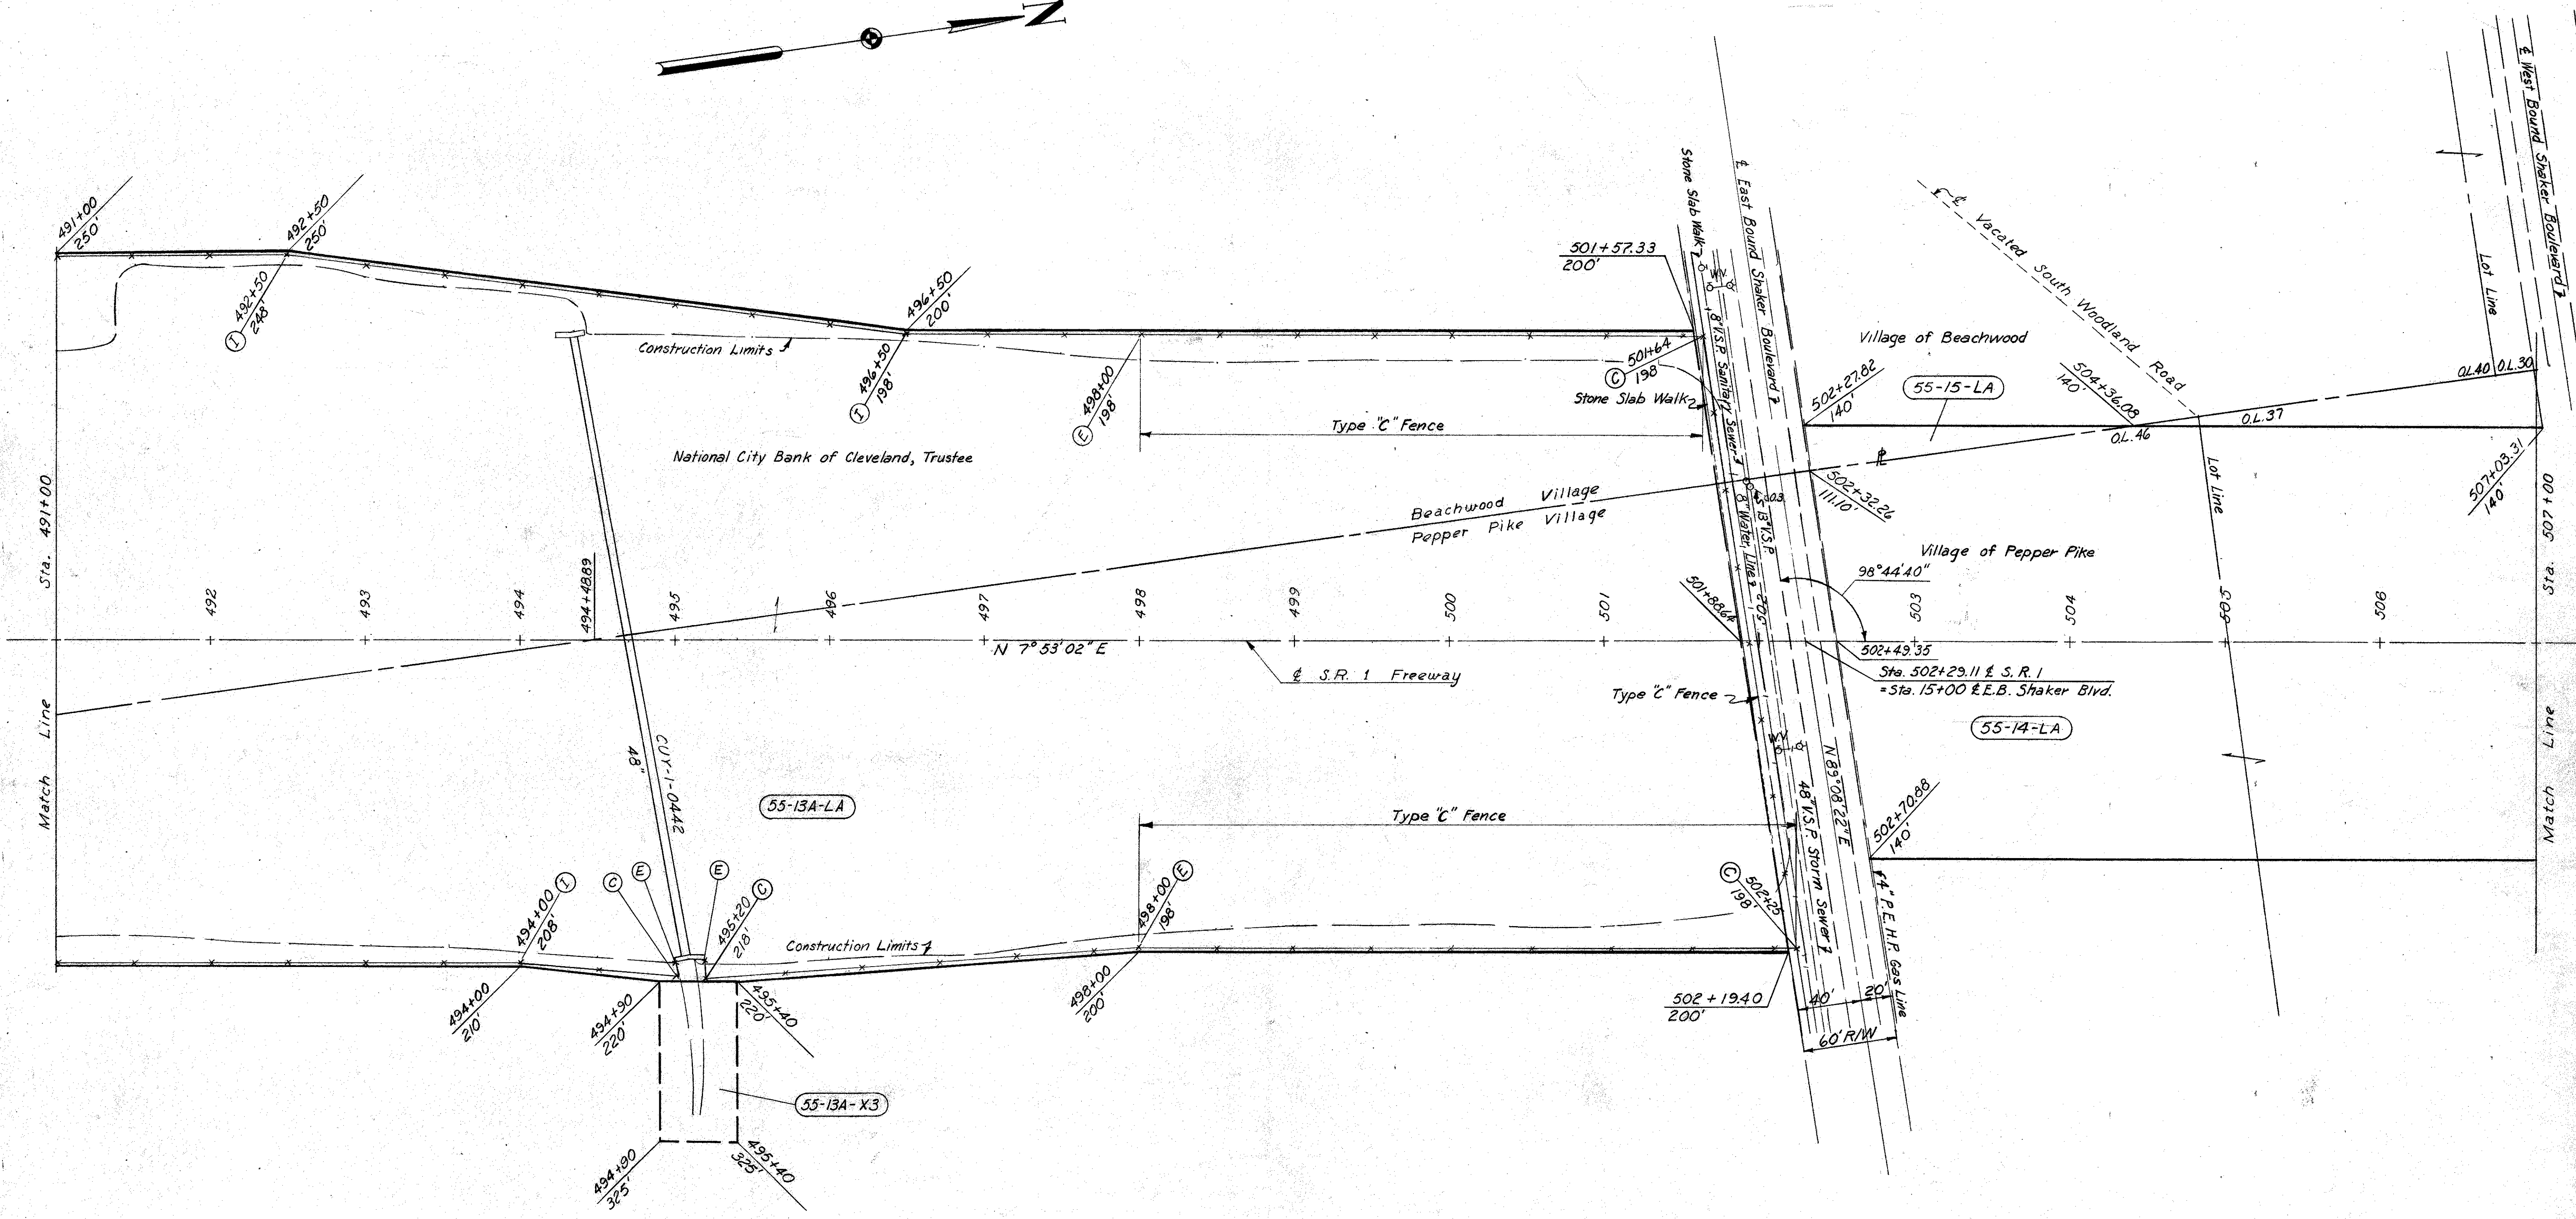 N
491+00
250'
492+50
250'
Ⓘ 492+50
248'
496+50
200'
Ⓘ 496+50
198'
Construction Limits
Ⓔ 498+00
198'
501+57.33
200'
Ⓒ 501+64
198'
Stone Slab Walk
Stone Slab Walk
W.V.
8" V.S.P. Sanitary Sewer
₵ East Bound Shaker Boulevard
Type "C" Fence
National City Bank of Cleveland, Trustee
Village of Beachwood
55-15-LA
502+27.82
140'
504+36.08
140'
₵ Vacated South Woodland Road
Lot Line
₵ West Bound Shaker Boulevard
O.L.40
O.L.30
O.L.46
O.L.37
507+03.31
140'
Lot Line
502+32.26
111.10'
Beachwood Village
Pepper Pike Village
45-13" V.S.P.
8" Water Line
Village of Pepper Pike
98°44'40"
Sta. 491+00
Match Line
492
493
494
494+48.89
495
496
497
498
499
500
501
503
504
505
506
Sta. 507+00
Match Line
N 7°53'02" E
₵ S.R. 1 Freeway
502+49.35
Sta. 502+29.11 ₵ S.R. 1
=Sta. 15+00 ₵ E.B. Shaker Blvd.
Type "C" Fence
55-14-LA
W.V.
N 89°08'22" E
48" V.S.P. Storm Sewer
CUY-1-0442
48"
55-13A-LA
Type "C" Fence
502+70.88
140'
4" P.E.H.P. Gas Line
494+00 Ⓘ
208'
Ⓒ
Ⓔ
Ⓔ
495+20 Ⓒ
218'
Construction Limits
498+00 Ⓔ
198'
Ⓒ 502+25
198'
494+00
210'
494+90
220'
495+40
220'
498+00
200'
502+19.40
200'
40'
20'
60' R/W
55-13A-X3
494+90
325'
495+40
325'